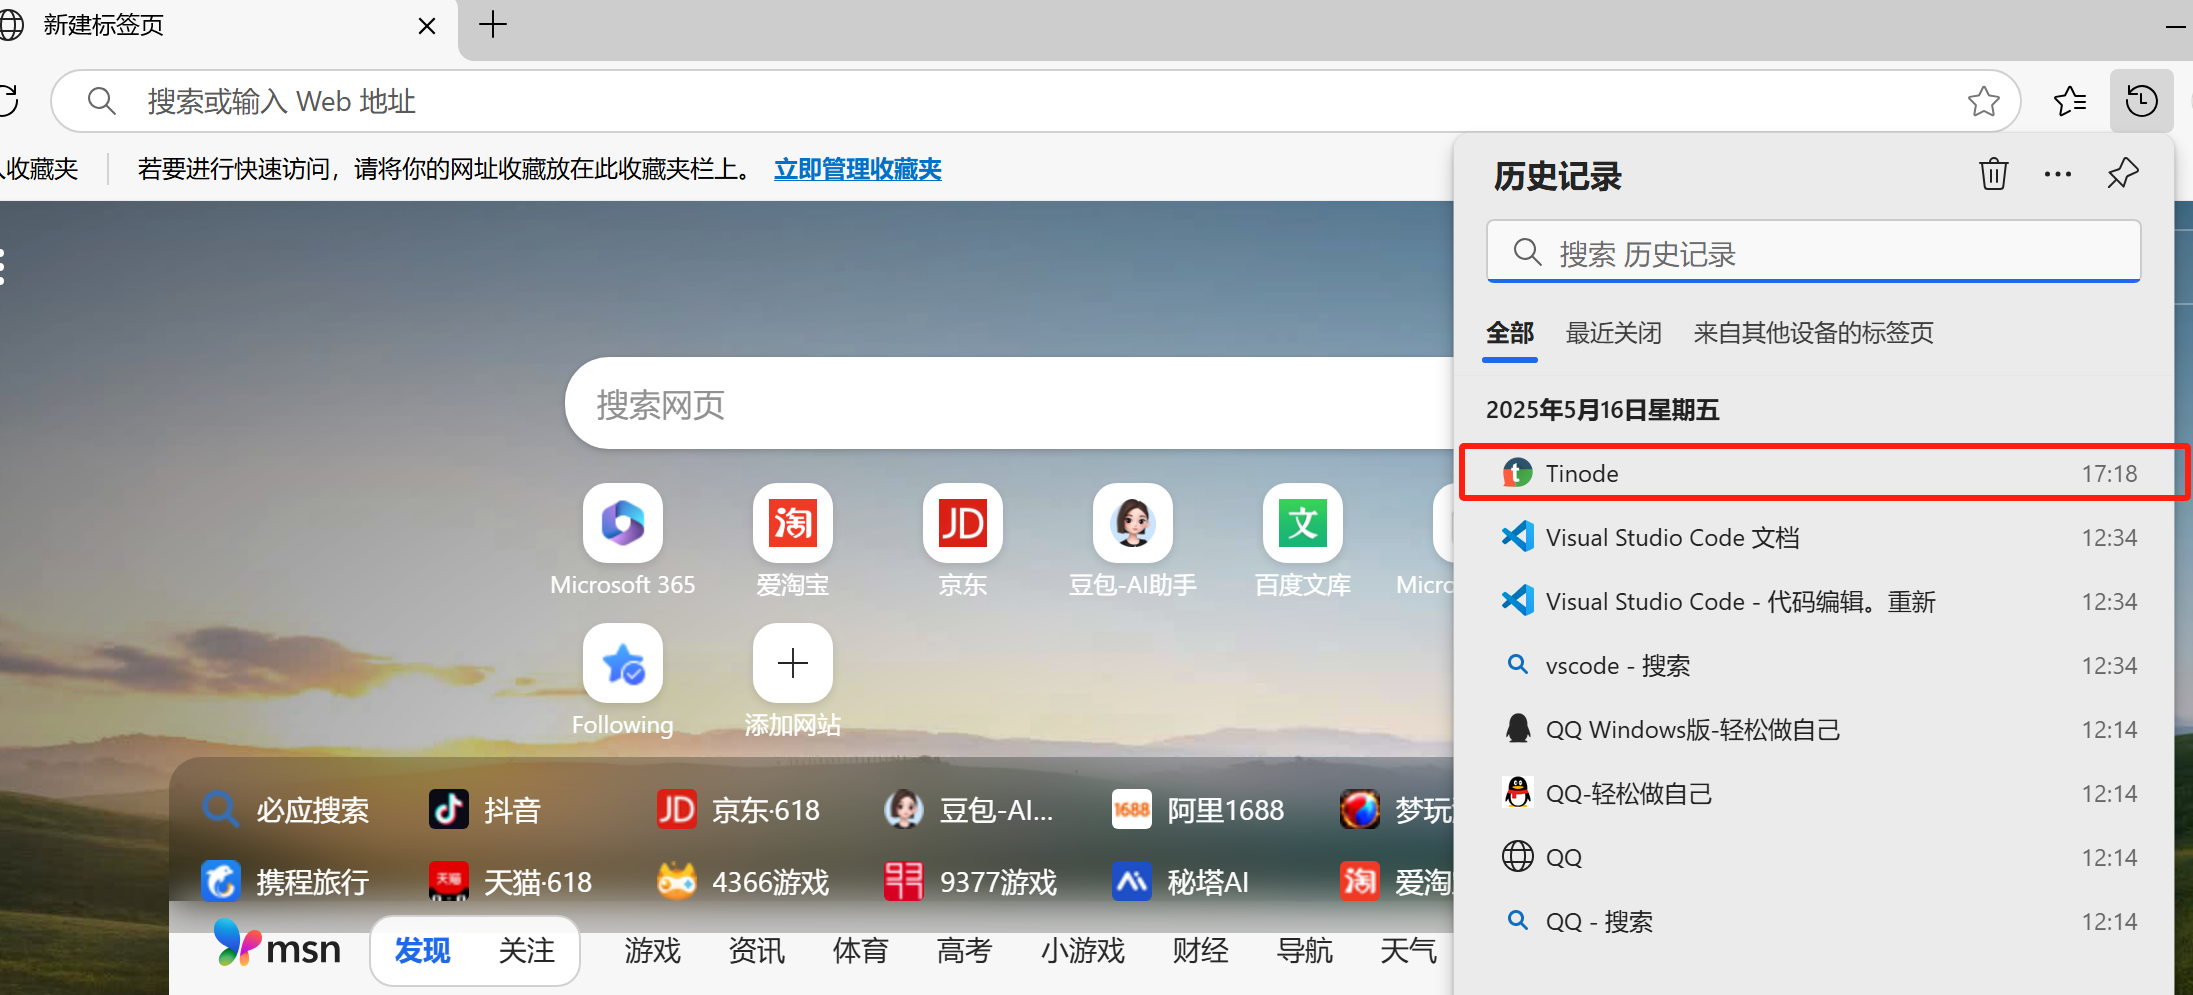 新建标签页
搜索或输入 Web 地址
收藏夹
若要进行快速访问，请将你的网址收藏放在此收藏夹栏上。 立即管理收藏夹
搜索网页
Microsoft 365
淘
爱淘宝
JD
京东
豆包-AI助手
文
百度文库
Micro
Following
添加网站
必应搜索
抖音
JD
京东·618
豆包-AI...
1688
阿里1688
梦玩
携程旅行
天猫
天猫·618
4366游戏
9377游戏
秘塔AI
淘
爱淘
msn
发现
关注
游戏
资讯
体育
高考
小游戏
财经
导航
天气
历史记录
搜索 历史记录
全部
最近关闭
来自其他设备的标签页
2025年5月16日星期五
t
Tinode 17:18
Visual Studio Code 文档 12:34
Visual Studio Code - 代码编辑。重新 12:34
vscode - 搜索 12:34
QQ Windows版-轻松做自己 12:14
QQ-轻松做自己 12:14
QQ 12:14
QQ - 搜索 12:14